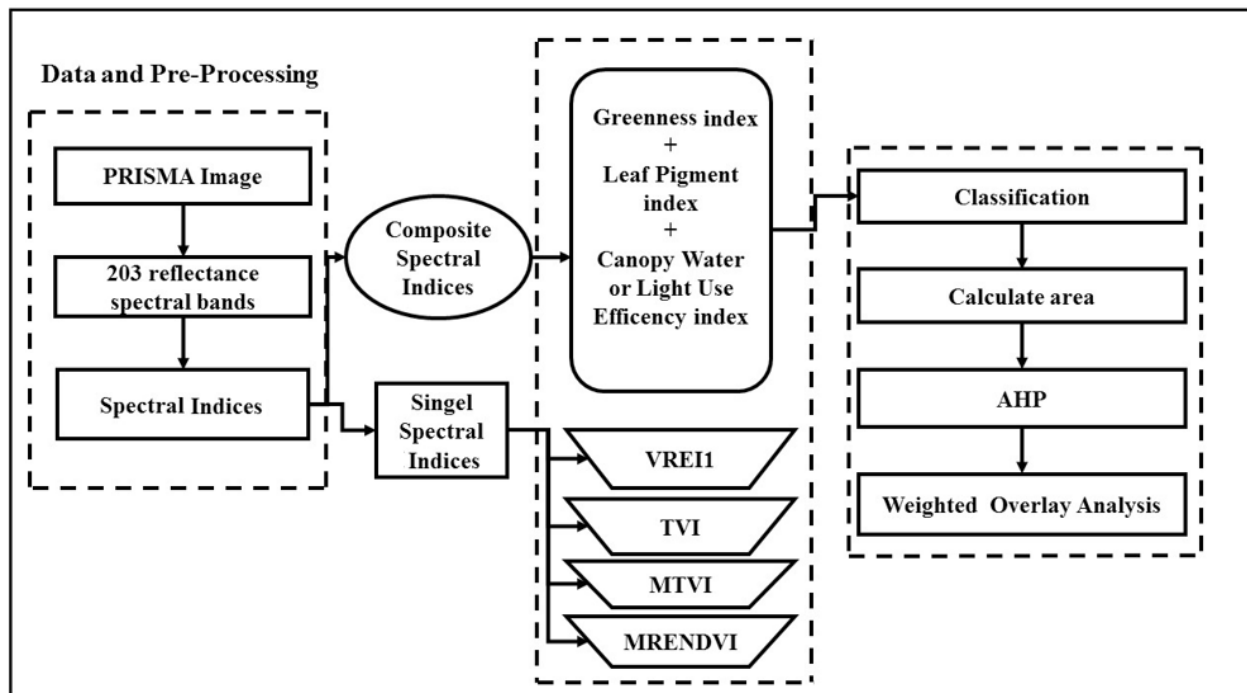 Data and Pre-Processing
PRISMA Image
203 reflectance
spectral bands
Spectral Indices
Composite
Spectral
Indices
Singel
Spectral
Indices
Greenness index
+
Leaf Pigment
index
+
Canopy Water
or Light Use
Efficency index
VREI1
TVI
MTVI
MRENDVI
Classification
Calculate area
AHP
Weighted Overlay Analysis